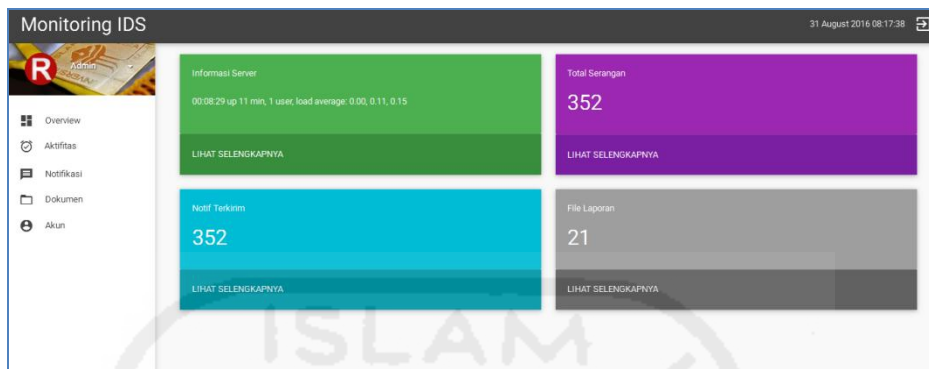 Monitoring IDS
31 August 2016 08:17:38
R
Admin
Overview
Aktifitas
Notifikasi
Dokumen
Akun
Informasi Server
00:08:29 up 11 min, 1 user, load average: 0.00, 0.11, 0.15
LIHAT SELENGKAPNYA
Total Serangan
352
LIHAT SELENGKAPNYA
Notif Terkirim
352
LIHAT SELENGKAPNYA
File Laporan
21
LIHAT SELENGKAPNYA
ISLAM